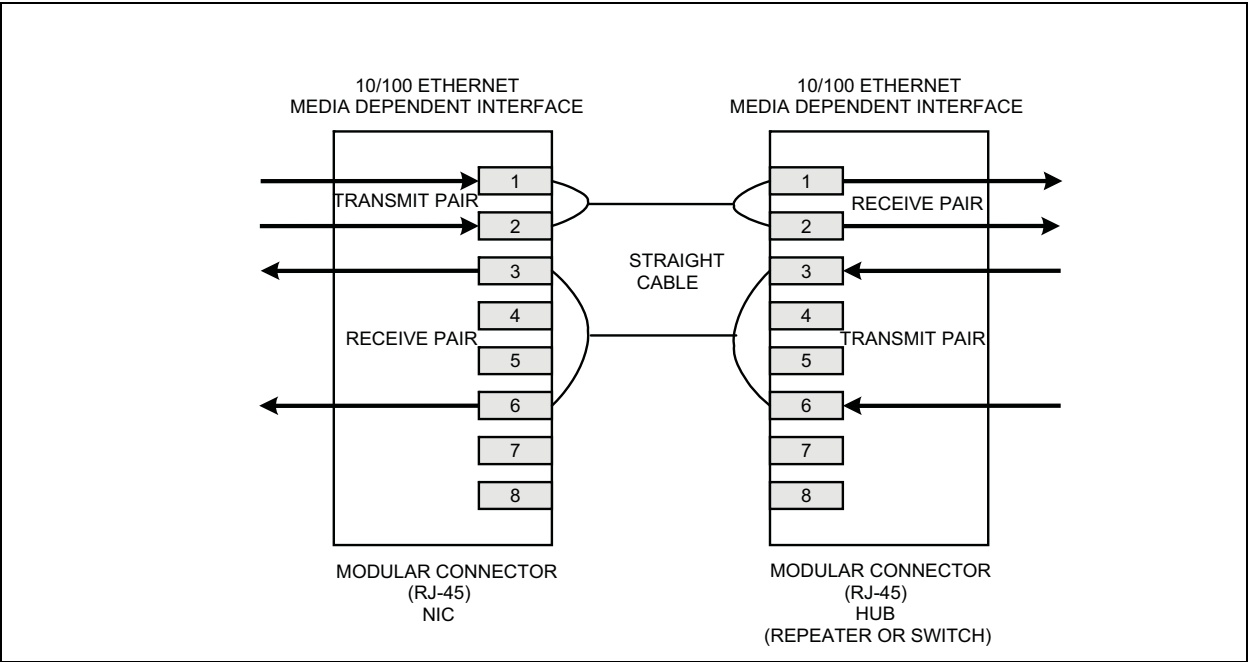 10/100 ETHERNET
MEDIA DEPENDENT INTERFACE
10/100 ETHERNET
MEDIA DEPENDENT INTERFACE
1
TRANSMIT PAIR
2
3
4
RECEIVE PAIR
5
6
7
8
STRAIGHT
CABLE
1
RECEIVE PAIR
2
3
4
TRANSMIT PAIR
5
6
7
8
MODULAR CONNECTOR
(RJ-45)
NIC
MODULAR CONNECTOR
(RJ-45)
HUB
(REPEATER OR SWITCH)